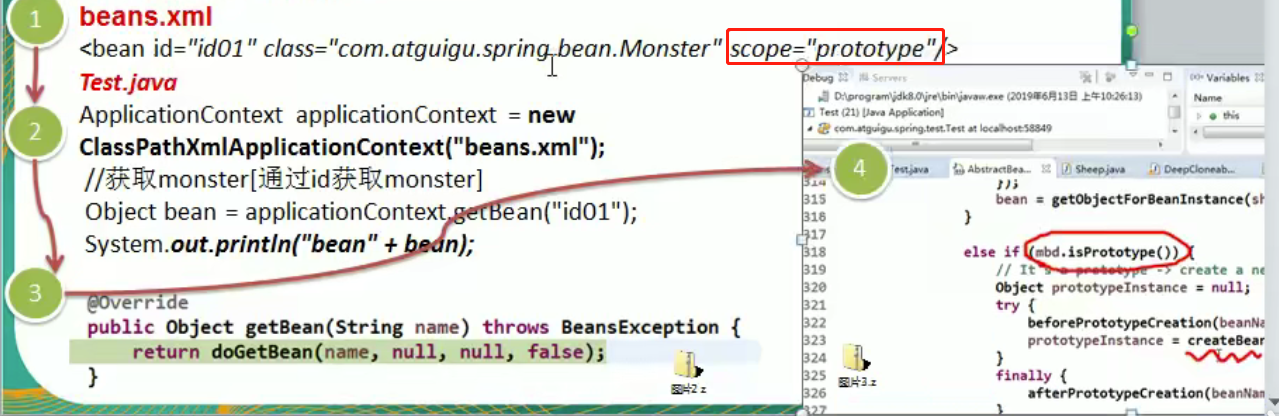 1
beans.xml
<bean id="id01" class="com.atguigu.spring.bean.Monster" scope="prototype"/>
Test.java
2
ApplicationContext applicationContext = new
ClassPathXmlApplicationContext("beans.xml");
//获取monster[通过id获取monster]
Object bean = applicationContext.getBean("id01");
System.out.println("bean" + bean);
3
@Override
public Object getBean(String name) throws BeansException {
return doGetBean(name, null, null, false);
}
图片2.z
4
Debug Servers
D:\program\jdk8.0\jre\bin\javaw.exe (2019年6月13日 上午10:26:13)
Test (21) [Java Application]
com.atguigu.spring.test.Test at localhost:58849
Variables
Name
this
Test.java AbstractBea... Sheep.java DeepCloneab...
314 });
315 bean = getObjectForBeanInstance(sh
316 }
317
318 else if (mbd.isPrototype()) {
319 // It's a prototype -> create a ne
320 Object prototypeInstance = null;
321 try {
322 beforePrototypeCreation(beanNa
323 prototypeInstance = createBean
324 }
325 finally {
326 afterPrototypeCreation(beanNam
327 }
图片3.z